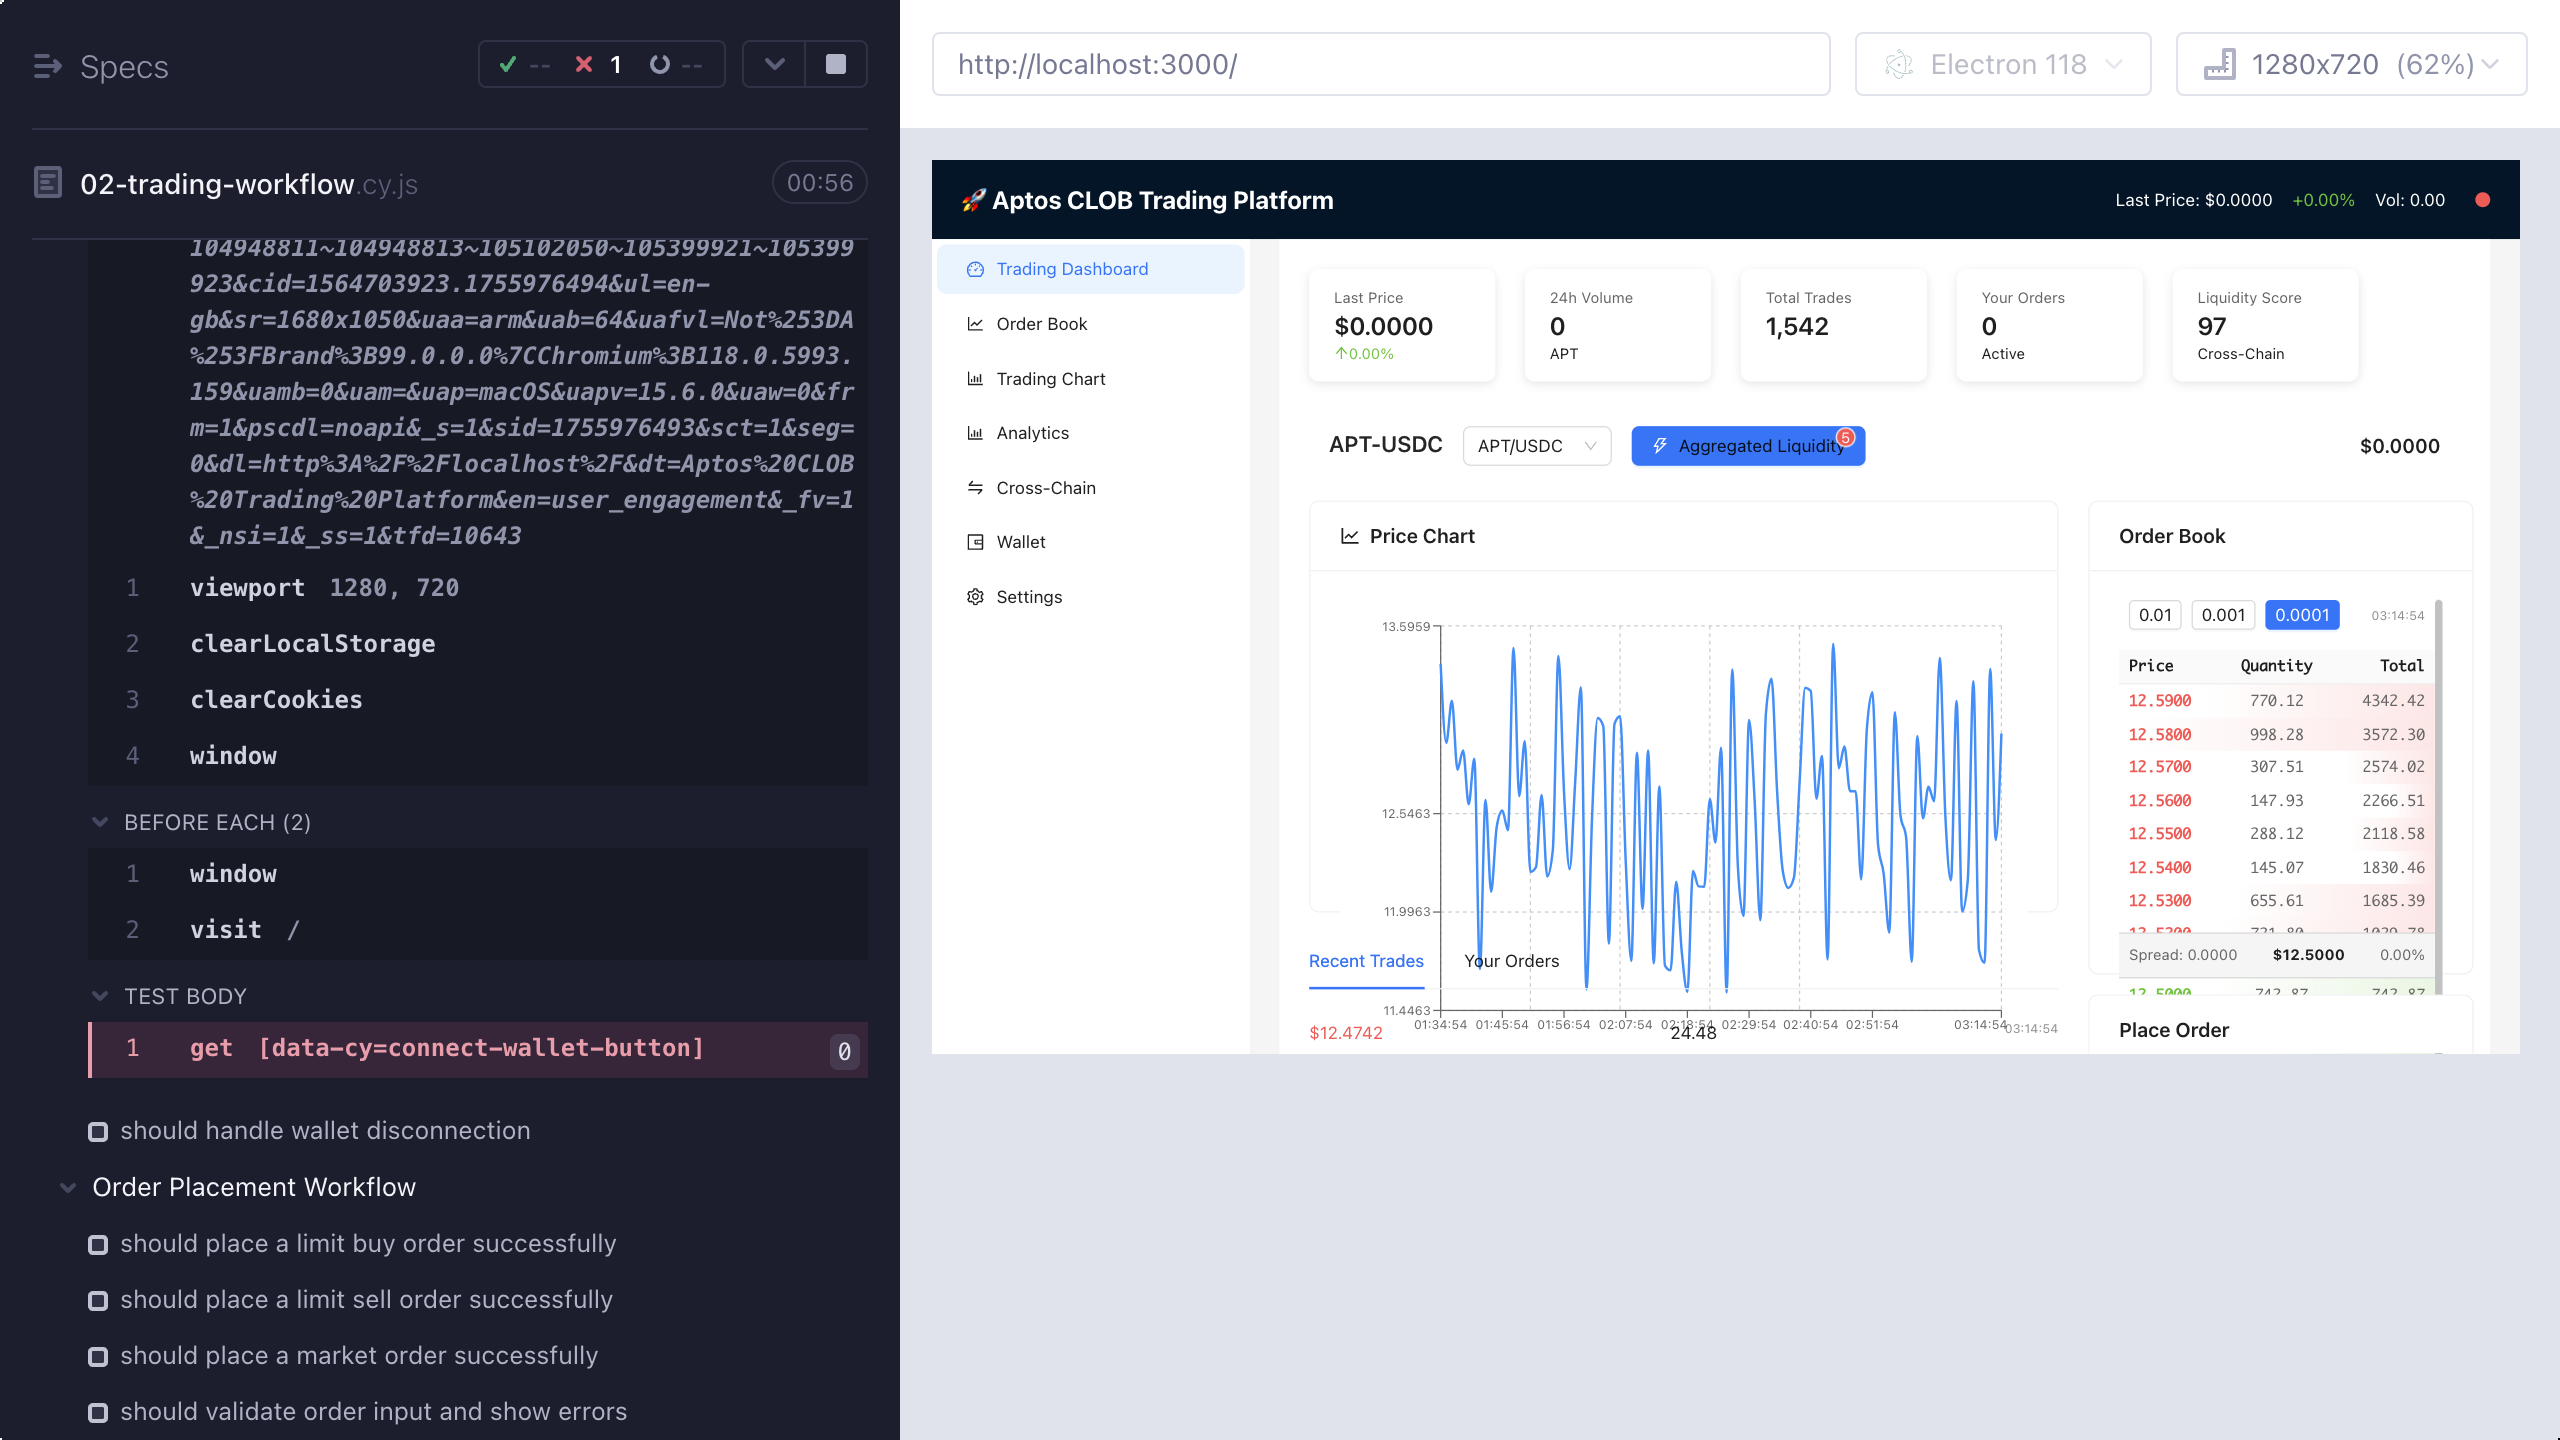 Specs
-- 1 --
02-trading-workflow.cy.js
00:56
104948811~104948813~105102050~105399921~105399
923&cid=1564703923.1755976494&ul=en-
gb&sr=1680x1050&uaa=arm&uab=64&uafvl=Not%253DA
%253FBrand%3B99.0.0.0%7CChromium%3B118.0.5993.
159&uamb=0&uam=&uap=macOS&uapv=15.6.0&uaw=0&fr
m=1&pscdl=noapi&_s=1&sid=1755976493&sct=1&seg=
0&dl=http%3A%2F%2Flocalhost%2F&dt=Aptos%20CLOB
%20Trading%20Platform&en=user_engagement&_fv=1
&_nsi=1&_ss=1&tfd=10643
1 viewport 1280, 720
2 clearLocalStorage
3 clearCookies
4 window
BEFORE EACH (2)
1 window
2 visit /
TEST BODY
1 get [data-cy=connect-wallet-button] 0
should handle wallet disconnection
Order Placement Workflow
should place a limit buy order successfully
should place a limit sell order successfully
should place a market order successfully
should validate order input and show errors
http://localhost:3000/
Electron 118
1280x720 (62%)
🚀 Aptos CLOB Trading Platform
Last Price: $0.0000 +0.00% Vol: 0.00
Trading Dashboard
Order Book
Trading Chart
Analytics
Cross-Chain
Wallet
Settings
Last Price
$0.0000
↑0.00%
24h Volume
0
APT
Total Trades
1,542
Your Orders
0
Active
Liquidity Score
97
Cross-Chain
APT-USDC
APT/USDC
Aggregated Liquidity
5
$0.0000
Price Chart
13.5959
12.5463
11.9963
11.4463
01:34:54 01:45:54 01:56:54 02:07:54 02:18:54 02:29:54 02:40:54 02:51:54 03:14:54
Recent Trades
Your Orders
$12.4742
24.48
03:14:54
Order Book
0.01 0.001 0.0001
03:14:54
Price Quantity Total
12.5900 770.12 4342.42
12.5800 998.28 3572.30
12.5700 307.51 2574.02
12.5600 147.93 2266.51
12.5500 288.12 2118.58
12.5400 145.07 1830.46
12.5300 655.61 1685.39
12.5200 731.80 1029.78
Spread: 0.0000 $12.5000 0.00%
12.5000 742.87 742.87
Place Order